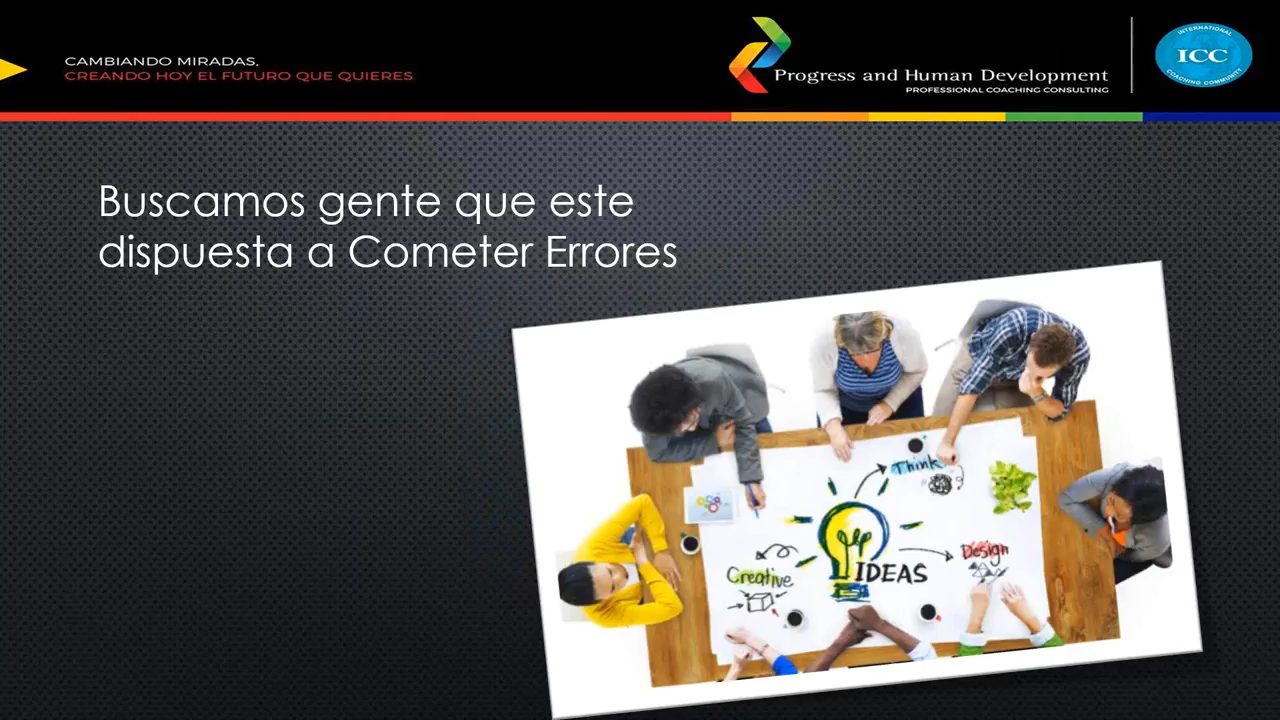 CAMBIANDO MIRADAS,
CREANDO HOY EL FUTURO QUE QUIERES
Progress and Human Development
PROFESSIONAL COACHING CONSULTING
INTERNATIONAL
ICC
COACHING COMMUNITY
Buscamos gente que este
dispuesta a Cometer Errores
Think
Creative
IDEAS
Design